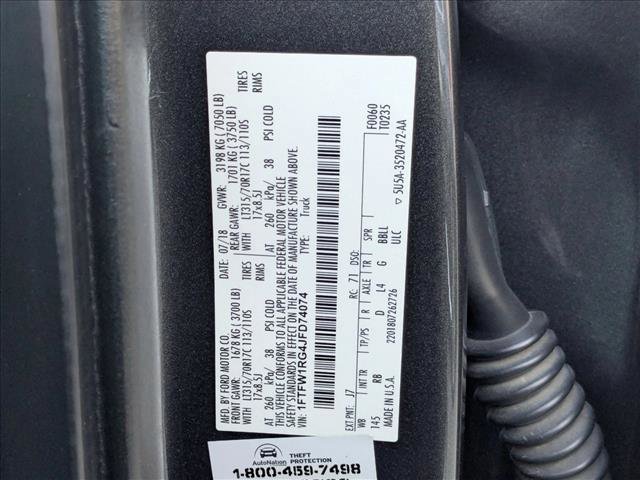 MFD. BY FORD MOTOR CO.
DATE: 07/18 GVWR: 3198 KG ( 7050 LB)
FRONT GAWR: 1678 KG ( 3700 LB) REAR GAWR: 1701 KG ( 3750 LB)
WITH LT315/70R17C 113/110S TIRES WITH LT315/70R17C 113/110S TIRES
17x8.5J RIMS 17x8.5J RIMS
AT 260 kPa/ 38 PSI COLD AT 260 kPa/ 38 PSI COLD
THIS VEHICLE CONFORMS TO ALL APPLICABLE FEDERAL MOTOR VEHICLE
SAFETY STANDARDS IN EFFECT ON THE DATE OF MANUFACTURE SHOWN ABOVE.
VIN: 1FTFW1RG4JFD74074 TYPE: Truck
F0060
EXT PNT: J7 RC: 71 DSO: T0235
WB INT TR TP/PS R AXLE TR SPR
145 RB D L4 G BBLL
MADE IN U.S.A. 2201807262726 ULC ▽ 5U5A-3520472-AA
AutoNation
THEFT
PROTECTION
1-800-459-7498